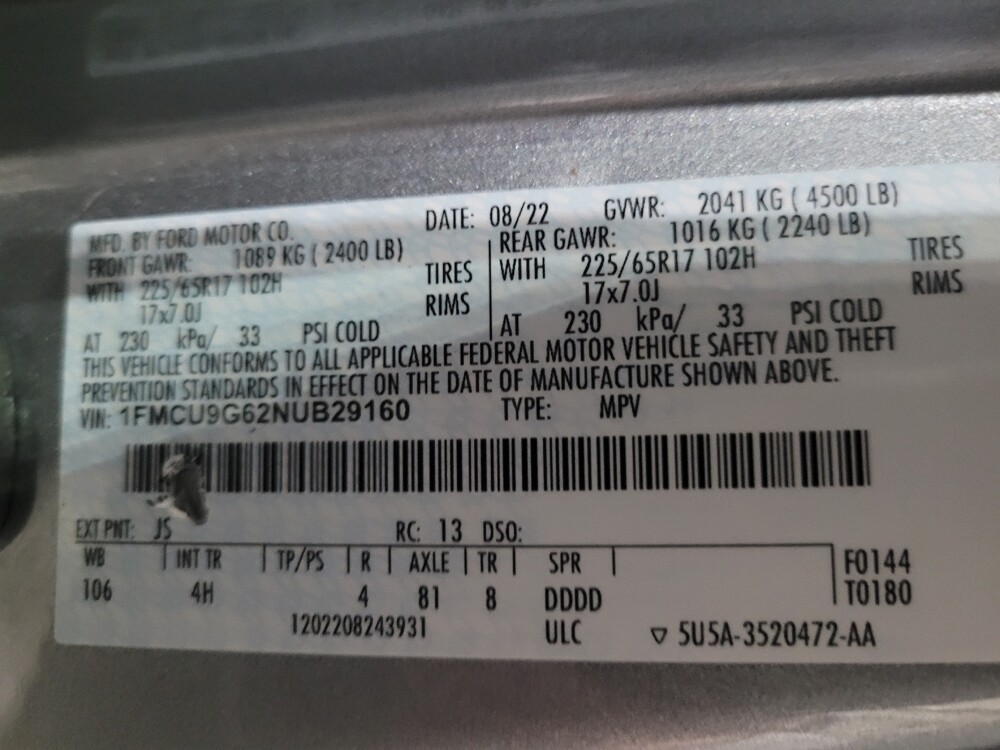 MFD. BY FORD MOTOR CO. DATE: 08/22 GVWR: 2041 KG ( 4500 LB)
FRONT GAWR: 1089 KG ( 2400 LB) REAR GAWR: 1016 KG ( 2240 LB)
WITH 225/65R17 102H TIRES WITH 225/65R17 102H TIRES
17x7.0J RIMS 17x7.0J RIMS
AT 230 kPa/ 33 PSI COLD AT 230 kPa/ 33 PSI COLD
THIS VEHICLE CONFORMS TO ALL APPLICABLE FEDERAL MOTOR VEHICLE SAFETY AND THEFT
PREVENTION STANDARDS IN EFFECT ON THE DATE OF MANUFACTURE SHOWN ABOVE.
VIN: 1FMCU9G62NUB29160 TYPE: MPV
EXT PNT: JS RC: 13 DSO:
WB INT TR TP/PS R AXLE TR SPR F0144
106 4H 4 81 8 DDDD T0180
1202208243931 ULC 5U5A-3520472-AA